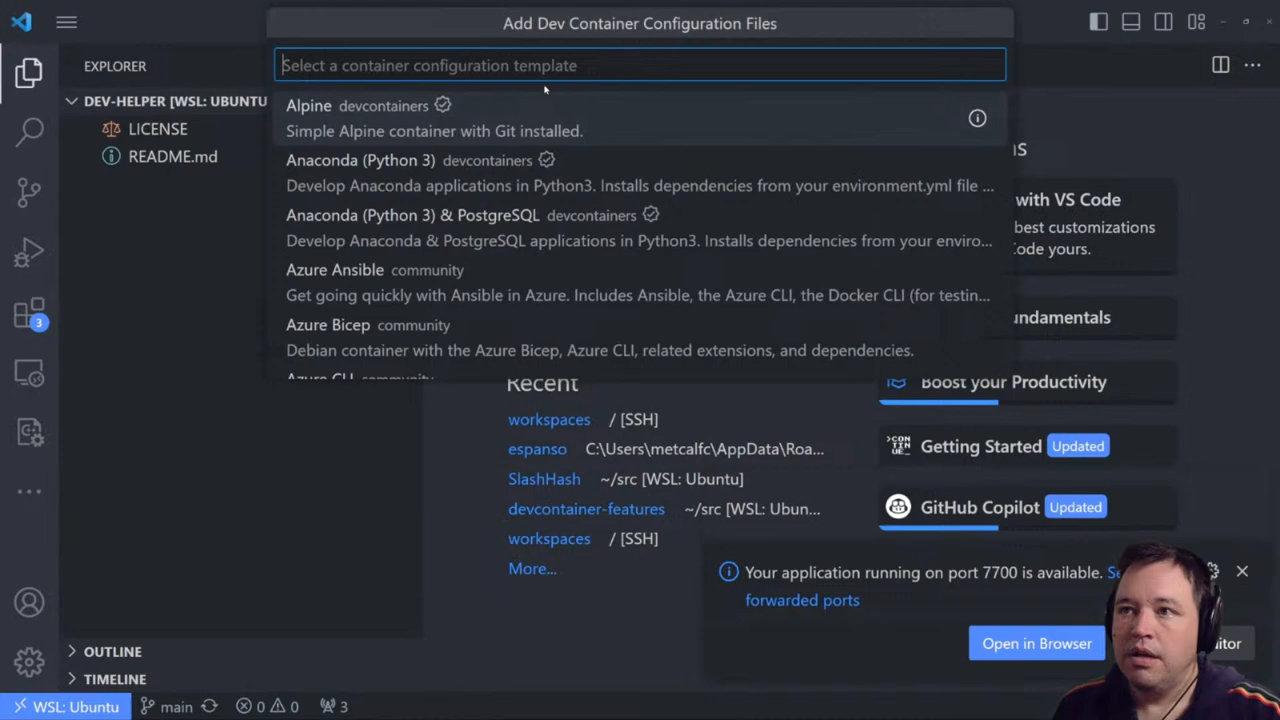 Add Dev Container Configuration Files
Select a container configuration template
EXPLORER
DEV-HELPER [WSL: UBUNTU
LICENSE
README.md
Alpine devcontainers
Simple Alpine container with Git installed.
Anaconda (Python 3) devcontainers
Develop Anaconda applications in Python3. Installs dependencies from your environment.yml file ...
Anaconda (Python 3) & PostgreSQL devcontainers
Develop Anaconda & PostgreSQL applications in Python3. Installs dependencies from your enviro...
Azure Ansible community
Get going quickly with Ansible in Azure. Includes Ansible, the Azure CLI, the Docker CLI (for testin...
Azure Bicep community
Debian container with the Azure Bicep, Azure CLI, related extensions, and dependencies.
Azure CLI community
with VS Code
best customizations
Code yours.
undamentals
Recent
workspaces / [SSH]
espanso C:\Users\metcalfc\AppData\Roa...
SlashHash ~/src [WSL: Ubuntu]
devcontainer-features ~/src [WSL: Ubun...
workspaces / [SSH]
More...
Boost your Productivity
Getting Started Updated
GitHub Copilot Updated
Your application running on port 7700 is available. Se
forwarded ports
Open in Browser
itor
3
OUTLINE
TIMELINE
WSL: Ubuntu main 0 0 3